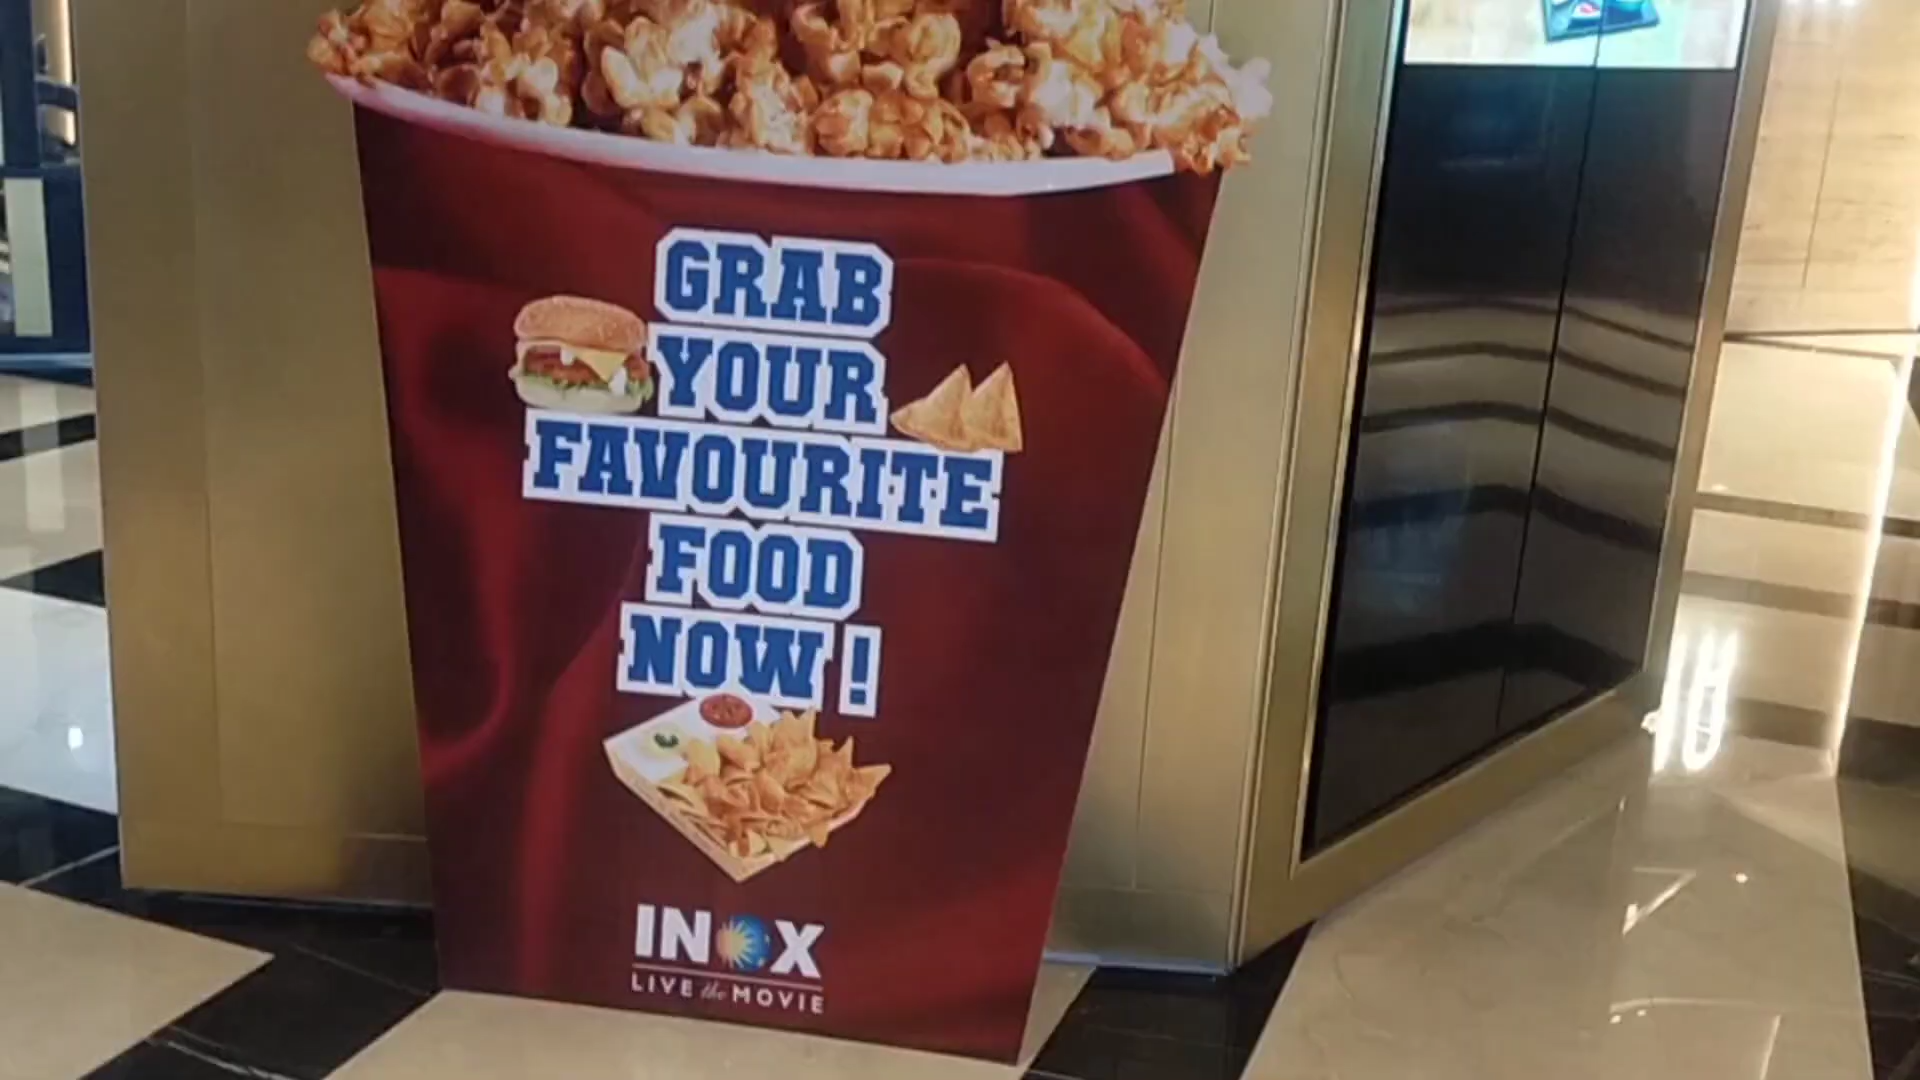 GRAB
YOUR
FAVOURITE
FOOD
NOW!
INOX
LIVE the MOVIE